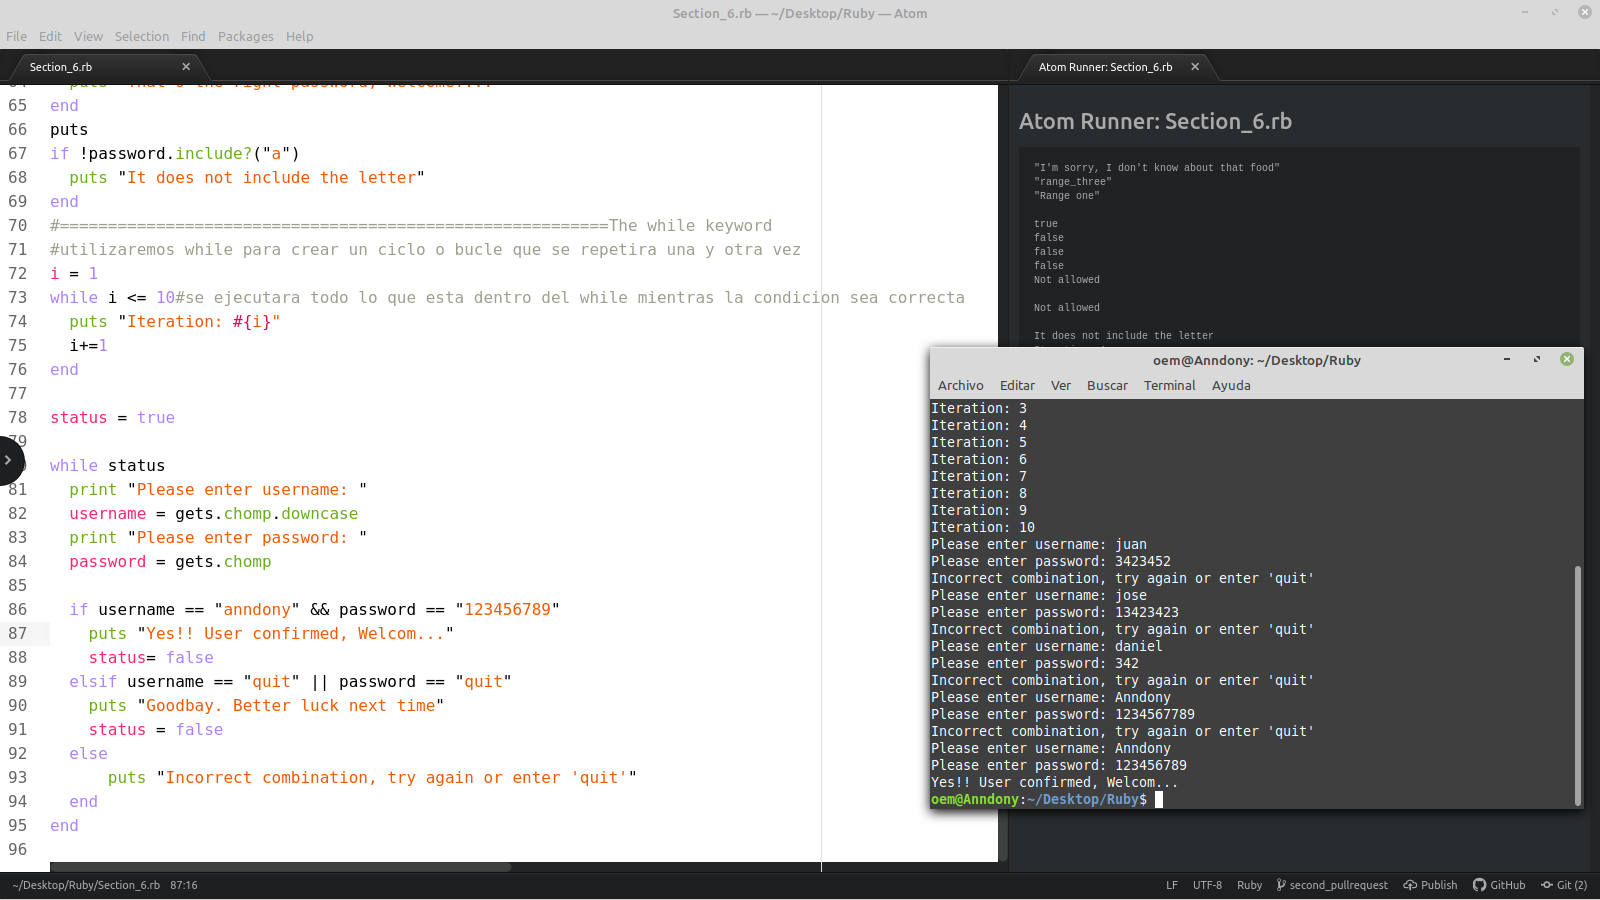 Section_6.rb — ~/Desktop/Ruby — Atom
File Edit View Selection Find Packages Help
Section_6.rb
65 end
66 puts
67 if !password.include?("a")
68 puts "It does not include the letter"
69 end
70 #=========================================================The while keyword
71 #utilizaremos while para crear un ciclo o bucle que se repetira una y otra vez
72 i = 1
73 while i <= 10#se ejecutara todo lo que esta dentro del while mientras la condicion sea correcta
74 puts "Iteration: #{i}"
75 i+=1
76 end
77
78 status = true
79
while status
81 print "Please enter username: "
82 username = gets.chomp.downcase
83 print "Please enter password: "
84 password = gets.chomp
85
86 if username == "anndony" && password == "123456789"
87 puts "Yes!! User confirmed, Welcom..."
88 status= false
89 elsif username == "quit" || password == "quit"
90 puts "Goodbay. Better luck next time"
91 status = false
92 else
93 puts "Incorrect combination, try again or enter 'quit'"
94 end
95 end
96
Atom Runner: Section_6.rb
Atom Runner: Section_6.rb
"I'm sorry, I don't know about that food"
"range_three"
"Range one"
true
false
false
false
Not allowed
Not allowed
It does not include the letter
oem@Anndony: ~/Desktop/Ruby
Archivo Editar Ver Buscar Terminal Ayuda
Iteration: 3
Iteration: 4
Iteration: 5
Iteration: 6
Iteration: 7
Iteration: 8
Iteration: 9
Iteration: 10
Please enter username: juan
Please enter password: 3423452
Incorrect combination, try again or enter 'quit'
Please enter username: jose
Please enter password: 13423423
Incorrect combination, try again or enter 'quit'
Please enter username: daniel
Please enter password: 342
Incorrect combination, try again or enter 'quit'
Please enter username: Anndony
Please enter password: 1234567789
Incorrect combination, try again or enter 'quit'
Please enter username: Anndony
Please enter password: 123456789
Yes!! User confirmed, Welcom...
oem@Anndony:~/Desktop/Ruby$
~/Desktop/Ruby/Section_6.rb 87:16
LF UTF-8 Ruby second_pullrequest Publish GitHub Git (2)